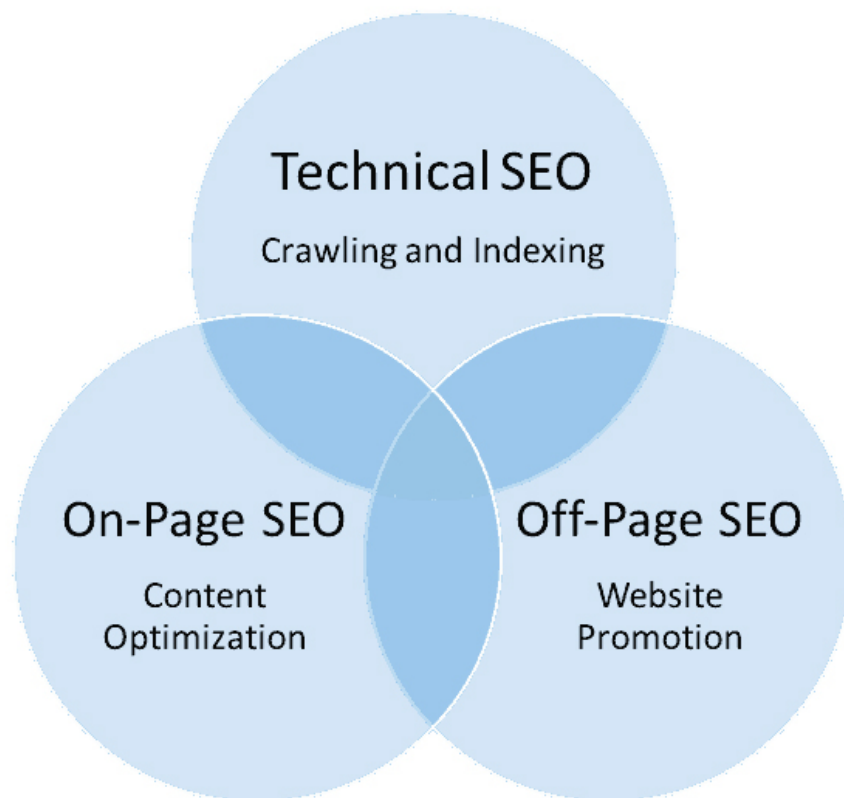 Technical SEO
Crawling and Indexing
On-Page SEO
Content
Optimization
Off-Page SEO
Website
Promotion